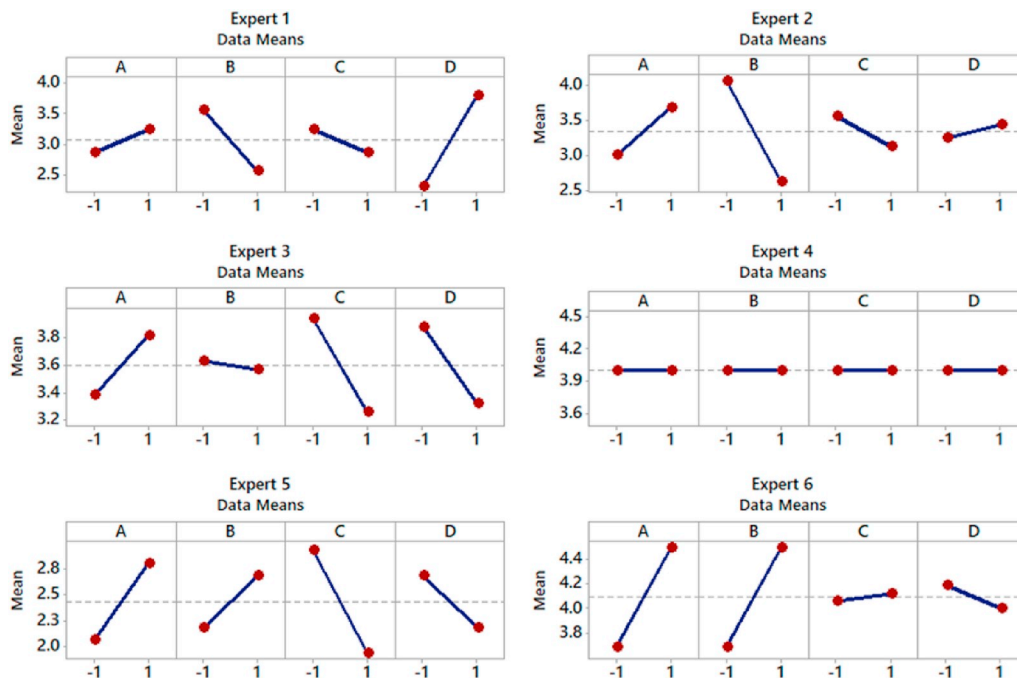 Expert 1
Data Means
A B C D
Mean
4.0
3.5
3.0
2.5
-1 1 -1 1 -1 1 -1 1
Expert 2
Data Means
A B C D
Mean
4.0
3.5
3.0
2.5
-1 1 -1 1 -1 1 -1 1
Expert 3
Data Means
A B C D
Mean
3.8
3.6
3.4
3.2
-1 1 -1 1 -1 1 -1 1
Expert 4
Data Means
A B C D
Mean
4.5
4.2
3.9
3.6
-1 1 -1 1 -1 1 -1 1
Expert 5
Data Means
A B C D
Mean
2.8
2.5
2.3
2.0
-1 1 -1 1 -1 1 -1 1
Expert 6
Data Means
A B C D
Mean
4.4
4.2
4.0
3.8
-1 1 -1 1 -1 1 -1 1